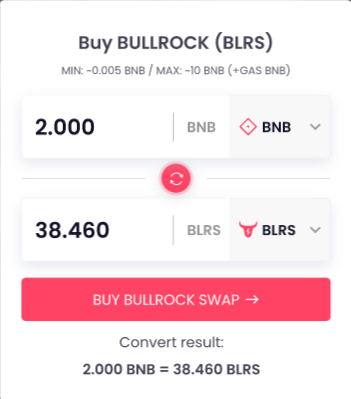 Buy BULLROCK (BLRS)
MIN: ~0.005 BNB / MAX: ~10 BNB (+GAS BNB)
2.000 BNB BNB
38.460 BLRS BLRS
BUY BULLROCK SWAP →
Convert result:
2.000 BNB = 38.460 BLRS